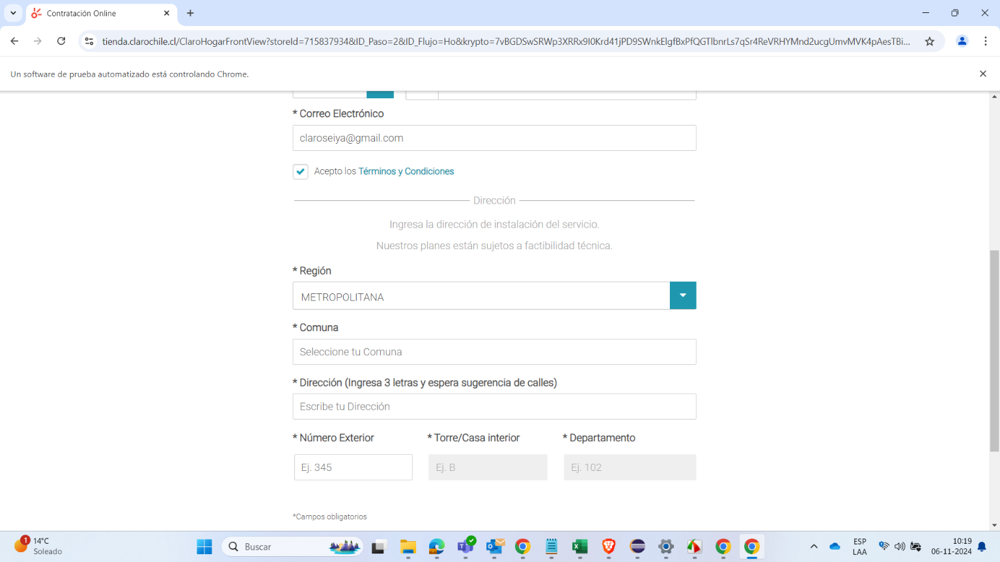 Contratación Online
tienda.clarochile.cl/ClaroHogarFrontView?storeId=715837934&ID_Paso=2&ID_Flujo=Ho&krypto=7vBGDSwSRWp3XRRx9I0Krd41jPD9SWnkElgfBxPfQGTlbnrLs7qSr4ReVRHYMnd2ucgUmvMVK4pAesTBi...
Un software de prueba automatizado está controlando Chrome.
* Correo Electrónico
claroseiya@gmail.com
Acepto los Términos y Condiciones
Dirección
Ingresa la dirección de instalación del servicio.
Nuestros planes están sujetos a factibilidad técnica.
* Región
METROPOLITANA
* Comuna
Seleccione tu Comuna
* Dirección (Ingresa 3 letras y espera sugerencia de calles)
Escribe tu Dirección
* Número Exterior * Torre/Casa interior * Departamento
Ej. 345 Ej. B Ej. 102
*Campos obligatorios
1 14°C
Soleado
Buscar
ESP
LAA
10:19
06-11-2024